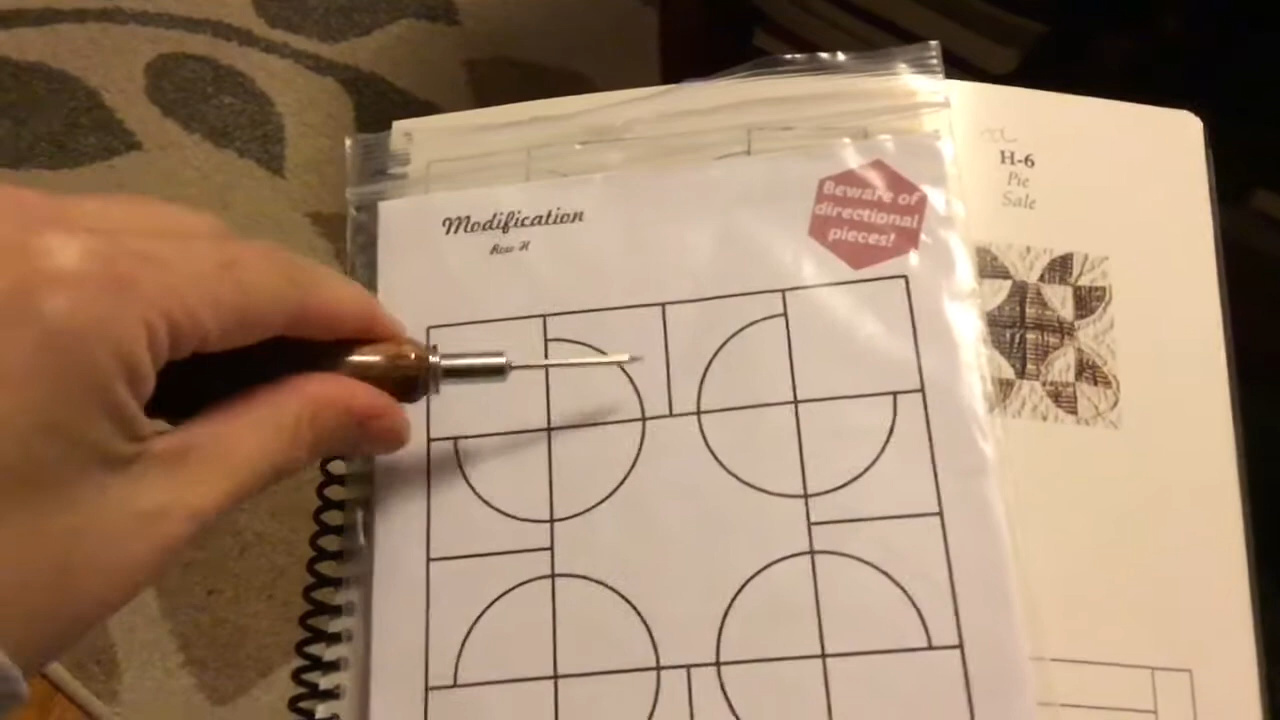 Modification
Row H
Beware of
directional
pieces!
H-6
Pie
Sale